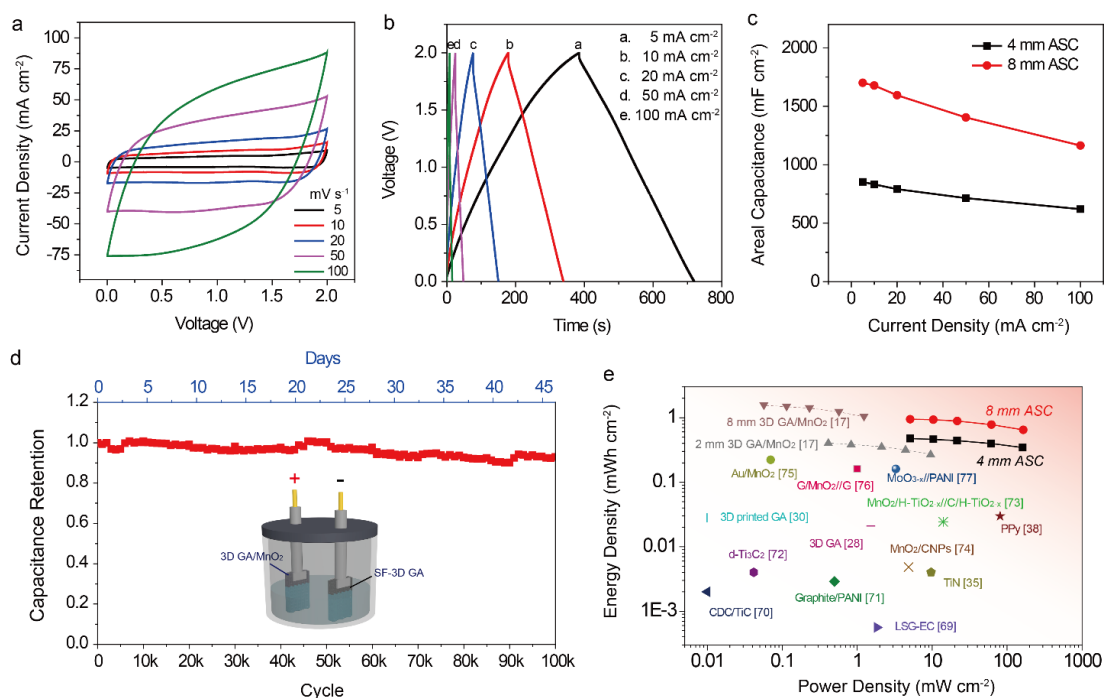 a
Current Density (mA cm-2)
100
75
50
25
0
-25
-50
-75
mV s-1
5
10
20
50
100
0.0
0.5
1.0
1.5
2.0
Voltage (V)
b
Voltage (V)
2.0
1.5
1.0
0.5
0.0
ed
c
b
a
a. 5 mA cm-2
b. 10 mA cm-2
c. 20 mA cm-2
d. 50 mA cm-2
e. 100 mA cm-2
0
200
400
600
800
Time (s)
c
Areal Capacitance (mF cm-2)
2000
1500
1000
500
0
4 mm ASC
8 mm ASC
0
20
40
60
80
100
Current Density (mA cm-2)
d
Days
0
5
10
15
20
25
30
35
40
45
Capacitance Retention
1.2
1.0
0.8
0.6
0.4
0.2
0.0
+
-
3D GA/MnO2
SF-3D GA
0
10k
20k
30k
40k
50k
60k
70k
80k
90k
100k
Cycle
e
Energy Density (mWh cm-2)
1
0.1
0.01
1E-3
8 mm ASC
4 mm ASC
8 mm 3D GA/MnO2 [17]
2 mm 3D GA/MnO2 [17]
Au/MnO2 [75]
G/MnO2//G [76]
MoO3-x//PANI [77]
MnO2/H-TiO2-x//C/H-TiO2-x [73]
3D printed GA [30]
PPy [38]
3D GA [28]
MnO2/CNPs [74]
d-Ti3C2 [72]
TiN [35]
Graphite/PANI [71]
CDC/TiC [70]
LSG-EC [69]
0.01
0.1
1
10
100
1000
Power Density (mW cm-2)